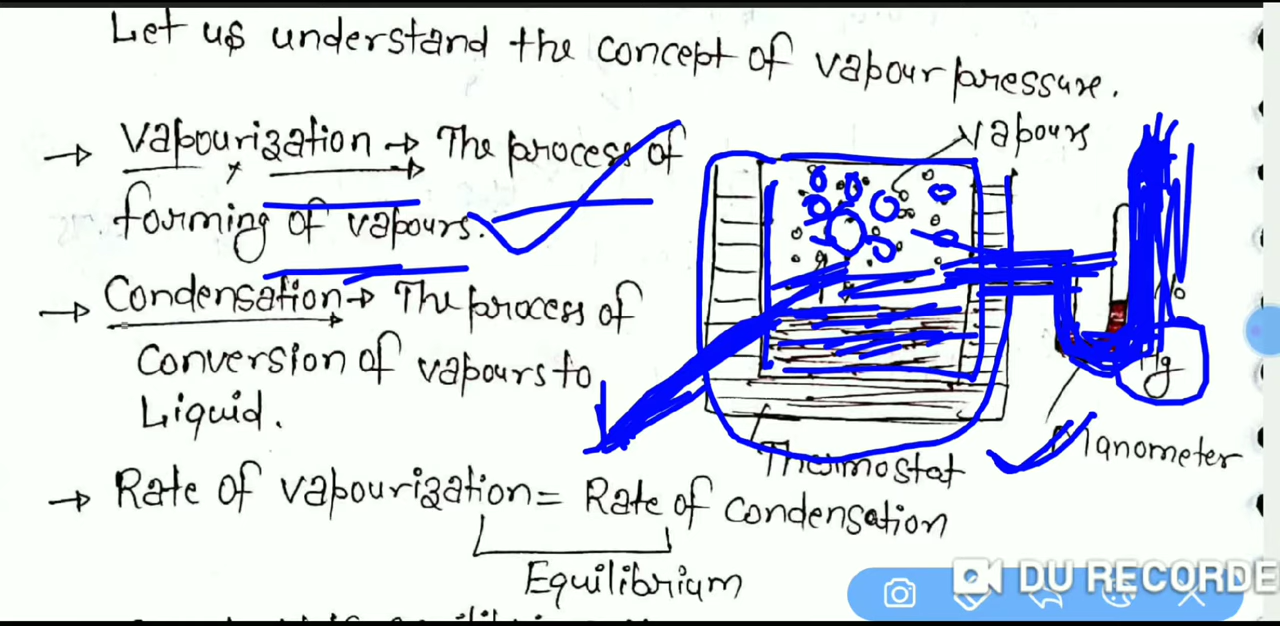 Let us understand the concept of vapour pressure.
→ Vapourization → The process of
forming of vapours.
→ Condensation → The process of
conversion of vapours to
Liquid.
→ Rate of vapourization = Rate of condensation
Equilibrium
vapours
Hg
Manometer
Thermostat
DU RECORDE